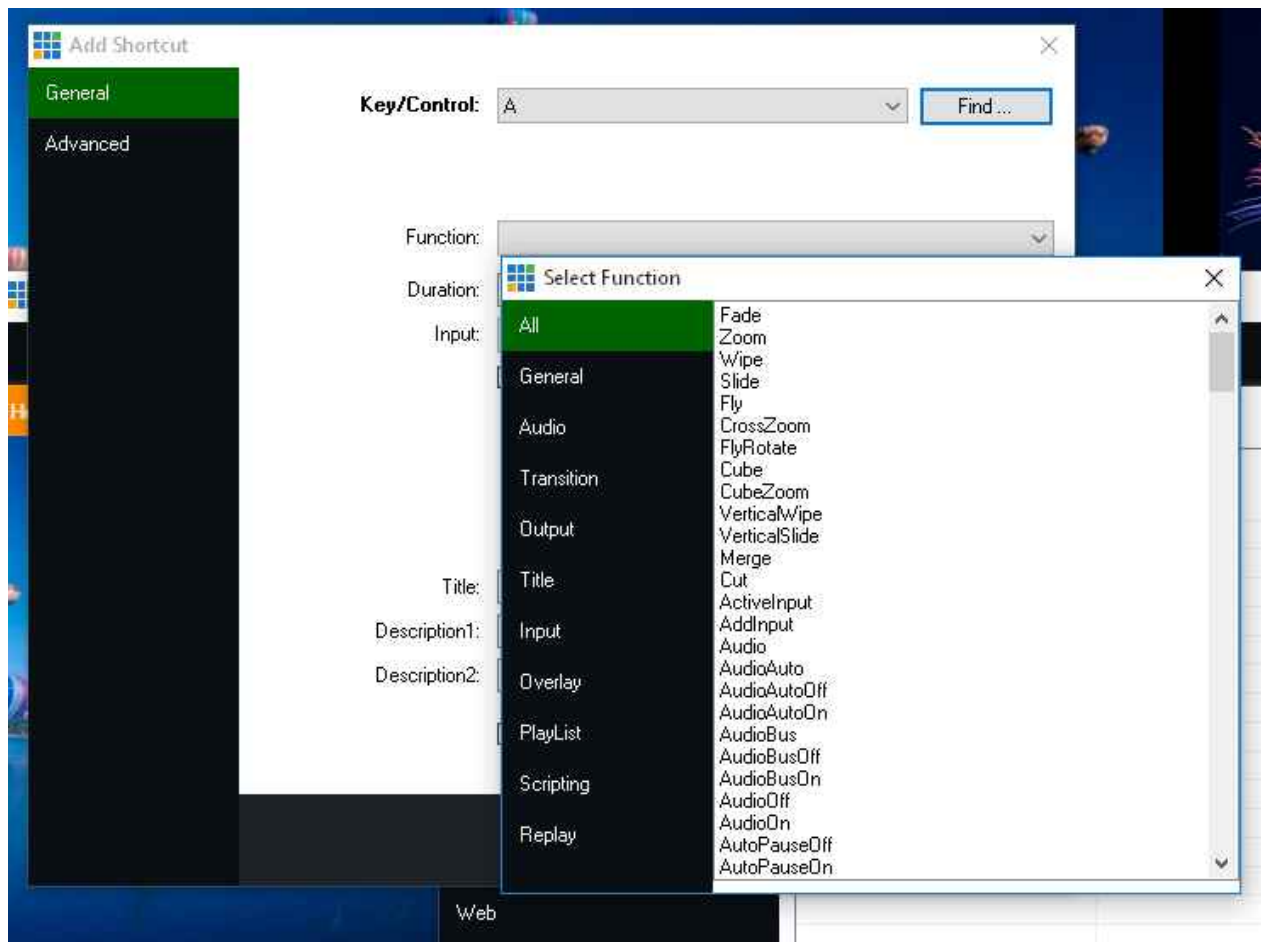 Add Shortcut
General
Advanced
Key/Control:
A
Find ...
Function:
Duration:
Input:
Title:
Description1:
Description2:
Select Function
All
General
Audio
Transition
Output
Title
Input
Overlay
PlayList
Scripting
Replay
Fade
Zoom
Wipe
Slide
Fly
CrossZoom
FlyRotate
Cube
CubeZoom
VerticalWipe
VerticalSlide
Merge
Cut
ActiveInput
AddInput
Audio
AudioAuto
AudioAutoOff
AudioAutoOn
AudioBus
AudioBusOff
AudioBusOn
AudioOff
AudioOn
AutoPauseOff
AutoPauseOn
Web